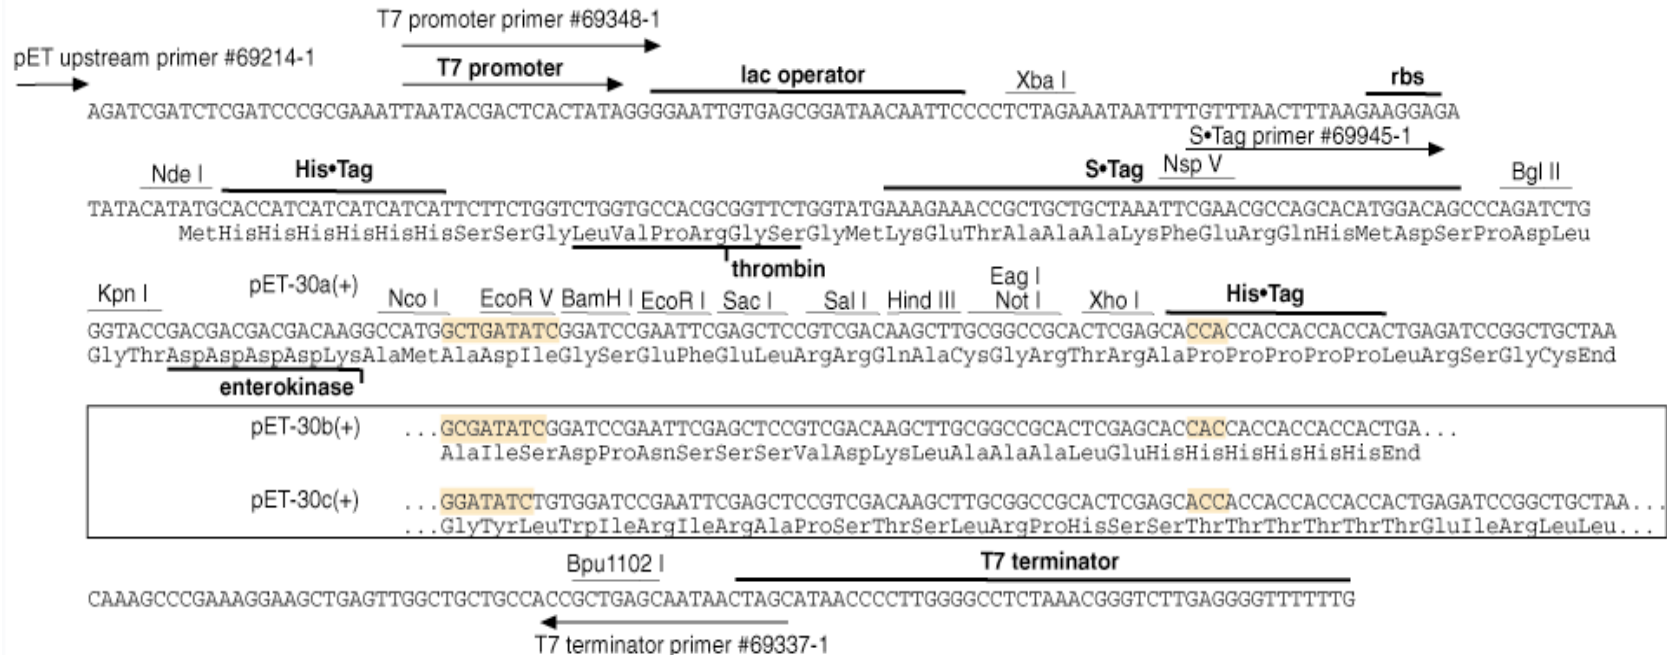 T7 promoter primer #69348-1
pET upstream primer #69214-1
T7 promoter
lac operator
Xba I
rbs
AGATCGATCTCGATCCCGCGAAATTAATACGACTCACTATAGGGGAATTGTGAGCGGATAACAATTCCCCTCTAGAAATAATTTTGTTTAACTTTAAGAAGGAGA
S•Tag primer #69945-1
Nde I
His•Tag
S•Tag
Nsp V
Bgl II
TATACATATGCACCATCATCATCATCATTCTTCTGGTCTGGTGCCACGCGGTTCTGGTATGAAAGAAACCGCTGCTGCTAAATTCGAACGCCAGCACATGGACAGCCCAGATCTG
MetHisHisHisHisHisHisSerSerGlyLeuValProArgGlySerGlyMetLysGluThrAlaAlaAlaLysPheGluArgGlnHisMetAspSerProAspLeu
thrombin
Kpn I
pET-30a(+)
Nco I
EcoR V
BamH I
EcoR I
Sac I
Sal I
Hind III
Eag I
Not I
Xho I
His•Tag
GGTACCGACGACGACGACAAGGCCATGGCTGATATCGGATCCGAATTCGAGCTCCGTCGACAAGCTTGCGGCCGCACTCGAGCACCACCACCACCACCACTGAGATCCGGCTGCTAA
GlyThrAspAspAspAspLysAlaMetAlaAspIleGlySerGluPheGluLeuArgArgGlnAlaCysGlyArgThrArgAlaProProProProProLeuArgSerGlyCysEnd
enterokinase
pET-30b(+)
...GCGATATCGGATCCGAATTCGAGCTCCGTCGACAAGCTTGCGGCCGCACTCGAGCACCACCACCACCACCACTGA...
AlaIleSerAspProAsnSerSerSerValAspLysLeuAlaAlaAlaLeuGluHisHisHisHisHisHisEnd
pET-30c(+)
...GGATATCTGTGGATCCGAATTCGAGCTCCGTCGACAAGCTTGCGGCCGCACTCGAGCACCACCACCACCACCACTGAGATCCGGCTGCTAA...
...GlyTyrLeuTrpIleArgIleArgAlaProSerThrSerLeuArgProHisSerSerThrThrThrThrThrThrGluIleArgLeuLeu...
Bpu1102 I
T7 terminator
CAAAGCCCGAAAGGAAGCTGAGTTGGCTGCTGCCACCGCTGAGCAATAACTAGCATAACCCCTTGGGGCCTCTAAACGGGTCTTGAGGGGTTTTTTG
T7 terminator primer #69337-1